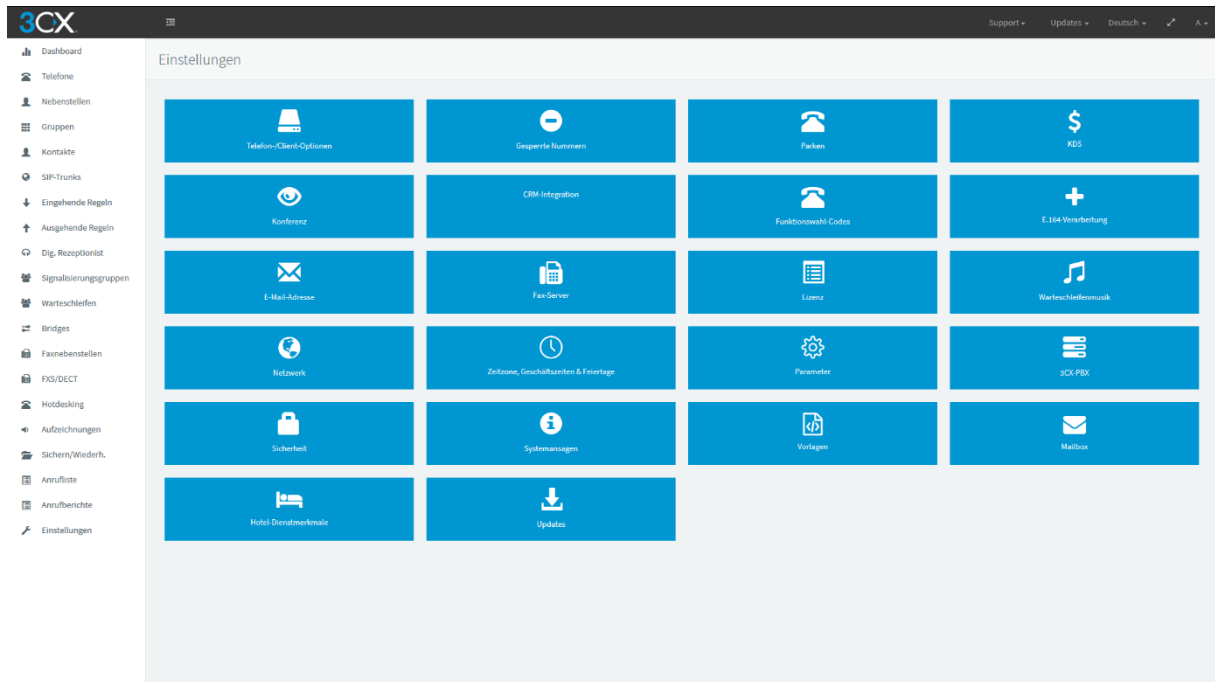 3CX
Support
Updates
Deutsch
A
Dashboard
Telefone
Nebenstellen
Gruppen
Kontakte
SIP-Trunks
Eingehende Regeln
Ausgehende Regeln
Dig. Rezeptionist
Signalisierungsgruppen
Warteschleifen
Bridges
Faxnebenstellen
FXS/DECT
Hotdesking
Aufzeichnungen
Sichern/Wiederh.
Anrufliste
Anrufberichte
Einstellungen
Einstellungen
Telefon-/Client-Optionen
Gesperrte Nummern
Parken
KDS
Konferenz
CRM-Integration
Funktionswahl-Codes
E.164-Verarbeitung
E-Mail-Adresse
Fax-Server
Lizenz
Warteschleifenmusik
Netzwerk
Zeitzone, Geschäftszeiten & Feiertage
Parameter
3CX-PBX
Sicherheit
Systemansagen
Vorlagen
Mailbox
Hotel-Dienstmerkmale
Updates